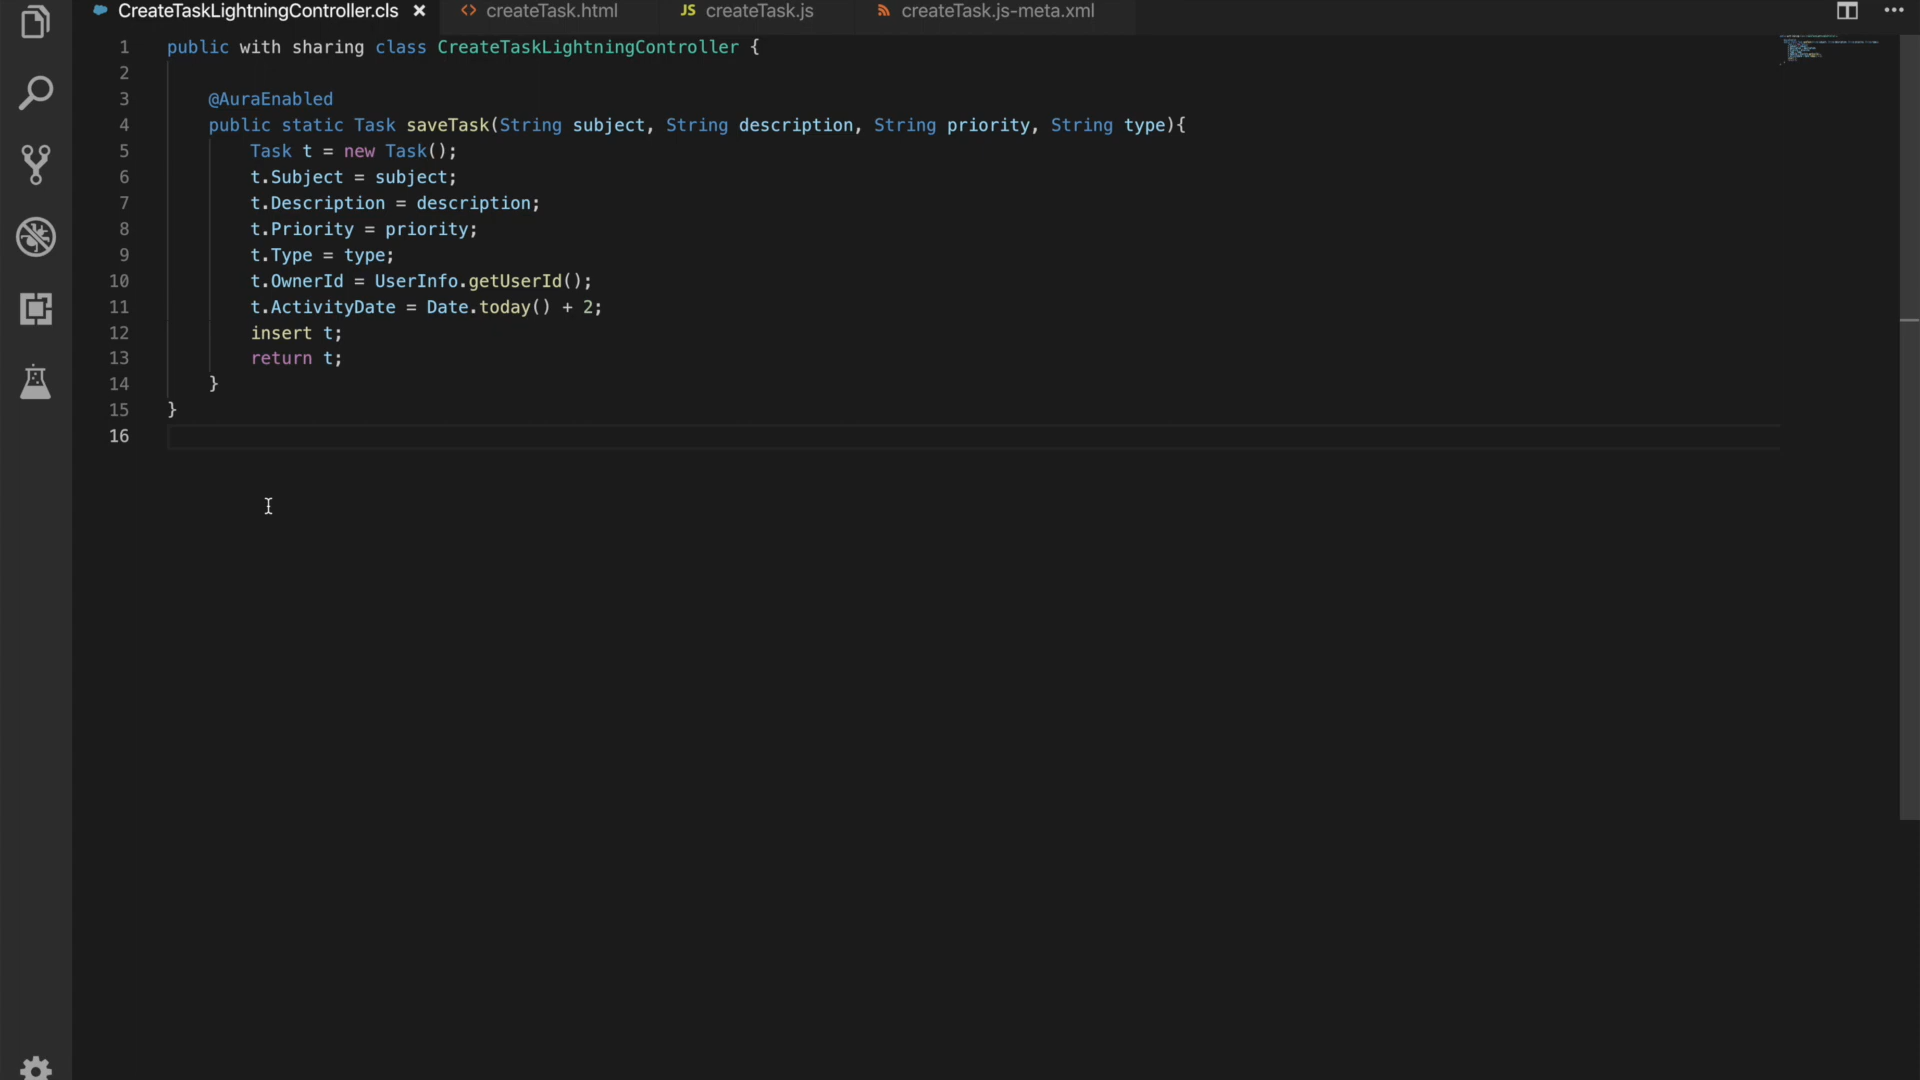 CreateTaskLightningController.cls × <> createTask.html JS createTask.js createTask.js-meta.xml ...
1 public with sharing class CreateTaskLightningController {
2
3 @AuraEnabled
4 public static Task saveTask(String subject, String description, String priority, String type){
5 Task t = new Task();
6 t.Subject = subject;
7 t.Description = description;
8 t.Priority = priority;
9 t.Type = type;
10 t.OwnerId = UserInfo.getUserId();
11 t.ActivityDate = Date.today() + 2;
12 insert t;
13 return t;
14 }
15 }
16